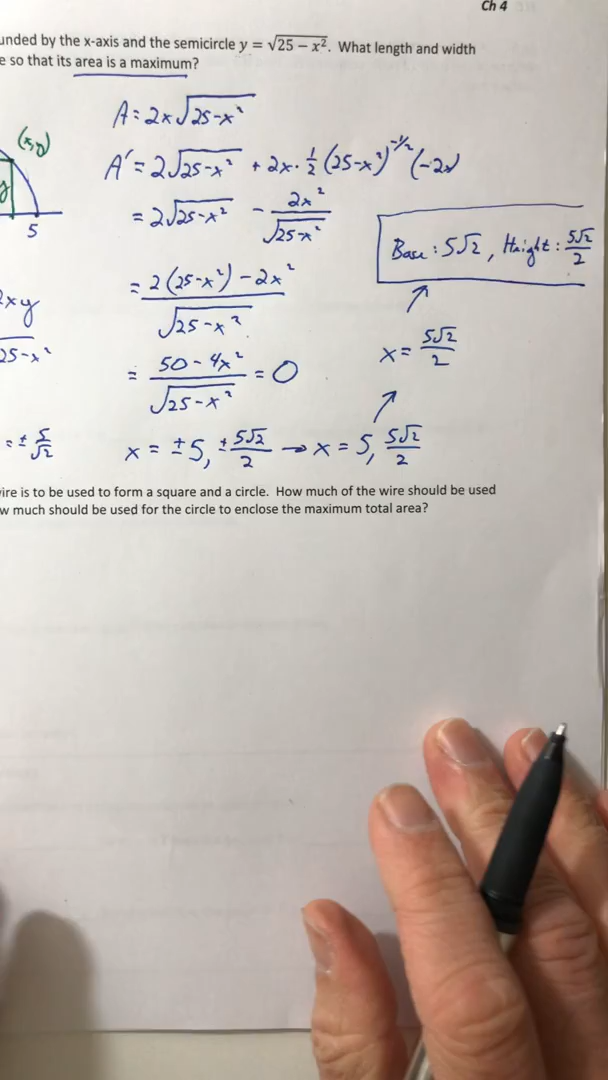 Ch 4
unded by the x-axis and the semicircle y = √25 − x². What length and width
e so that its area is a maximum?
A = 2x√25-x²
(x,y)
A' = 2√25-x² + 2x · 1/2 (25-x²)^-1/2 (-2x)
y
5
= 2√25-x² - 2x²/√25-x²
Base : 5√2 , Height : 5√2/2
2xy
= 2(25-x²) - 2x² / √25-x²
25-x²
x = 5√2/2
= 50 - 4x² / √25-x² = 0
= ± 5/√2
x = ±5, ± 5√2/2 → x = 5, 5√2/2
ire is to be used to form a square and a circle. How much of the wire should be used
w much should be used for the circle to enclose the maximum total area?